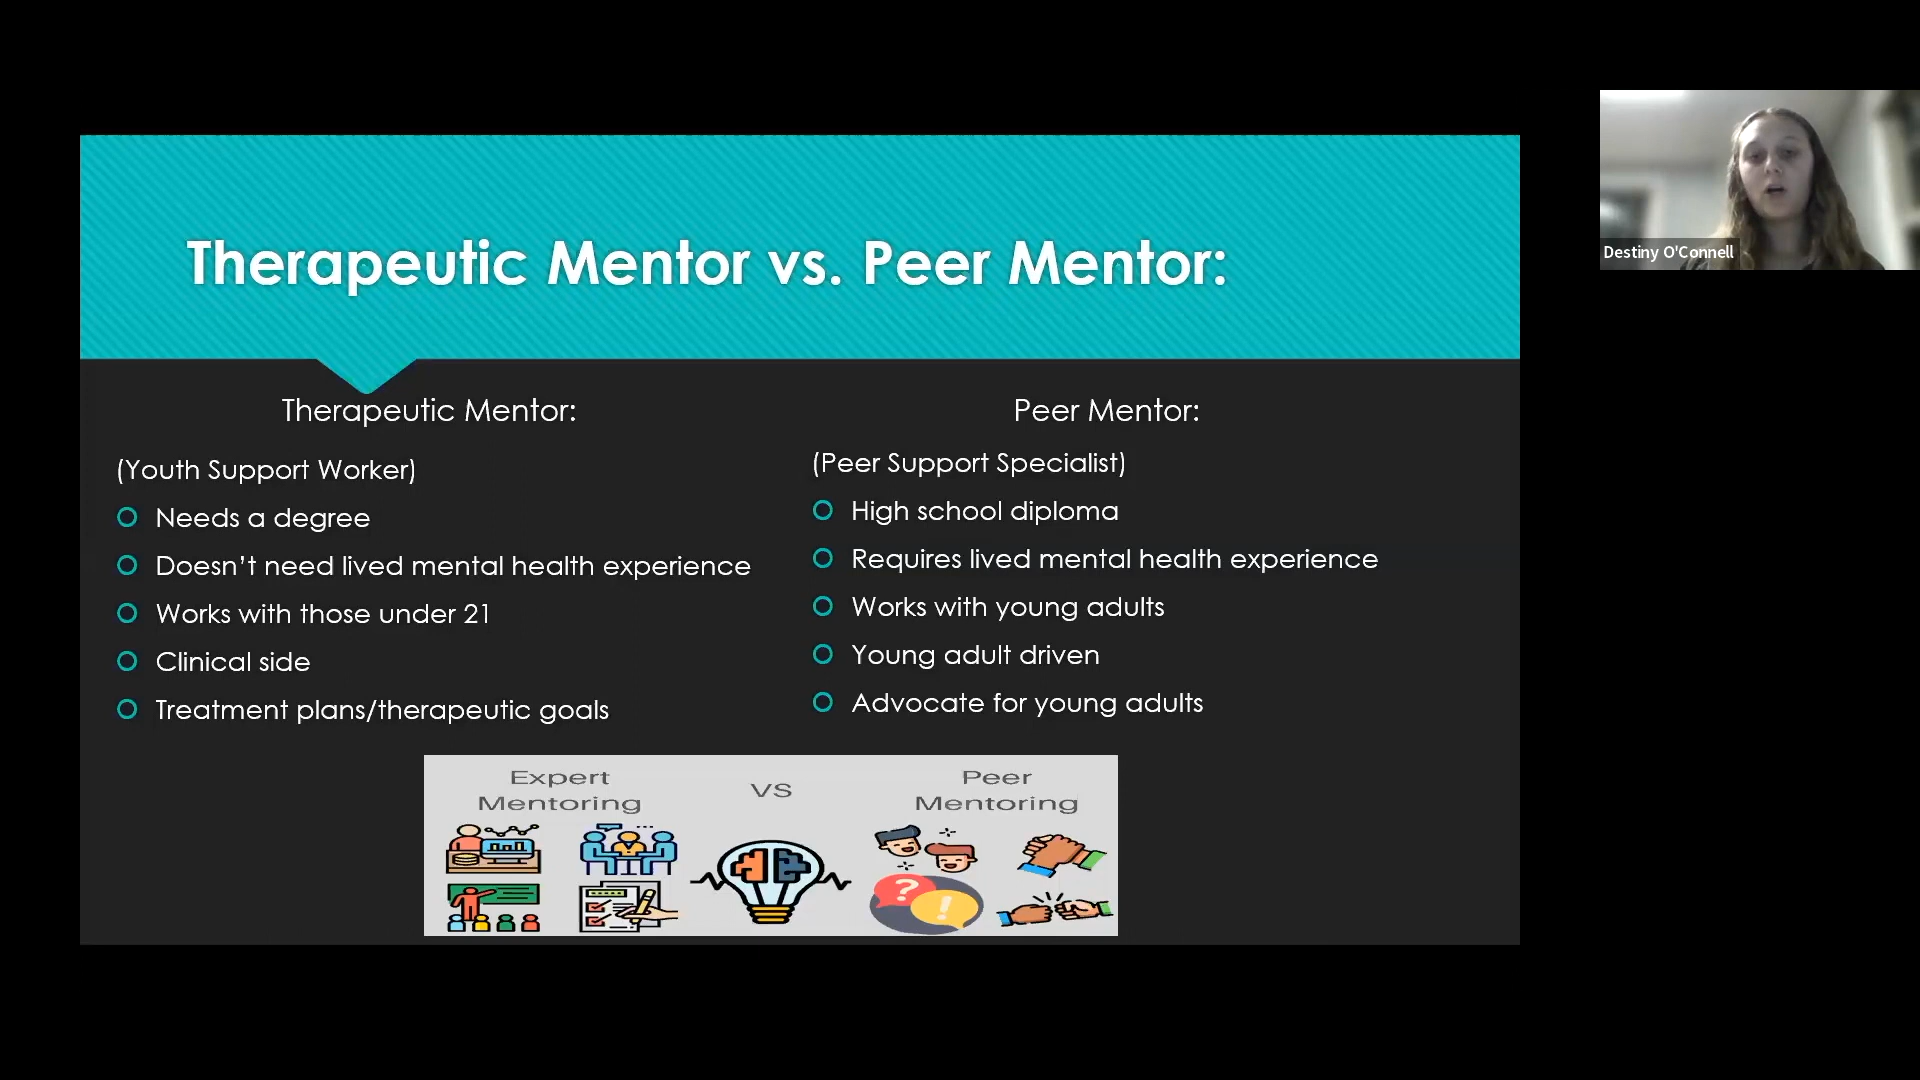 Therapeutic Mentor vs. Peer Mentor:
Therapeutic Mentor:
(Youth Support Worker)
Needs a degree
Doesn't need lived mental health experience
Works with those under 21
Clinical side
Treatment plans/therapeutic goals
Peer Mentor:
(Peer Support Specialist)
High school diploma
Requires lived mental health experience
Works with young adults
Young adult driven
Advocate for young adults
Expert
Mentoring
VS
Peer
Mentoring
?
!
Destiny O'Connell